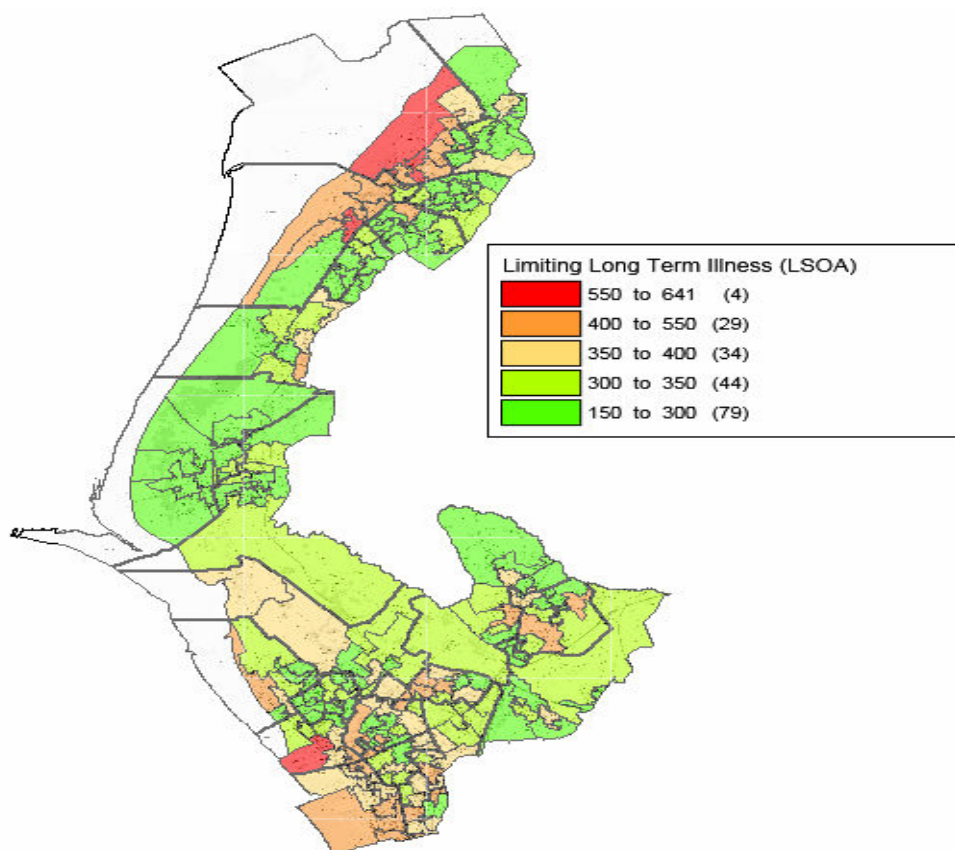 Limiting Long Term Illness (LSOA)
550 to 641 (4)
400 to 550 (29)
350 to 400 (34)
300 to 350 (44)
150 to 300 (79)